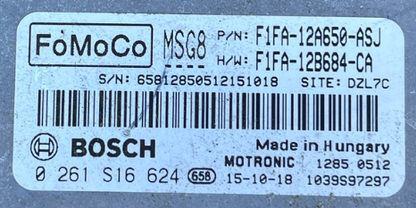 FoMoCo MSG8 P/N: F1FA-12A650-ASJ
H/W: F1FA-12B684-CA
S/N: 65812850512151018 SITE: DZL7C
BOSCH Made in Hungary
MOTRONIC 1285 0512
0 261 S16 624 658 15-10-18 1039S97297